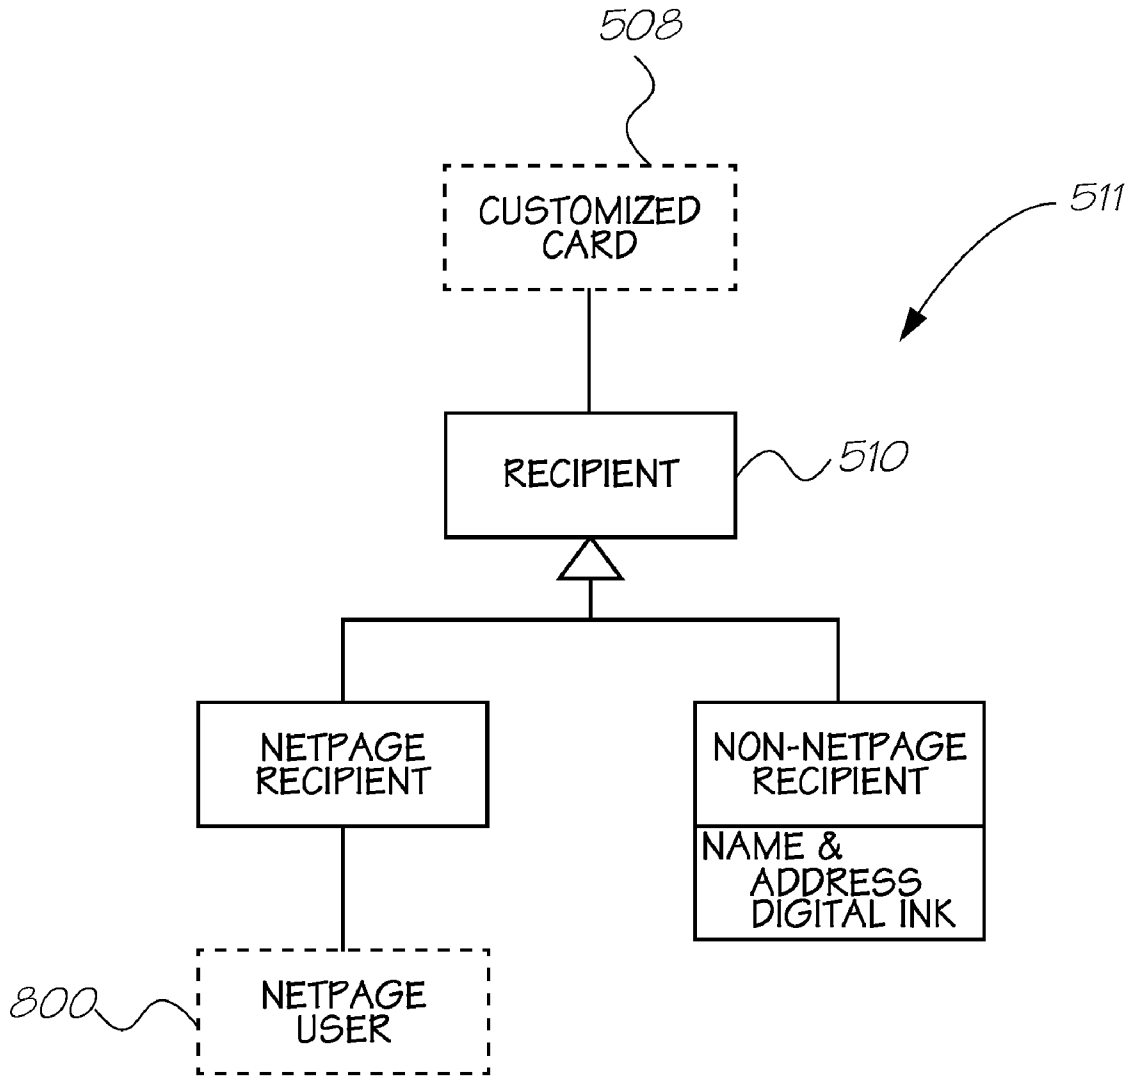 508
CUSTOMIZED
CARD
511
RECIPIENT
510
NETPAGE
RECIPIENT
NON-NETPAGE
RECIPIENT
NAME &
ADDRESS
DIGITAL INK
800
NETPAGE
USER